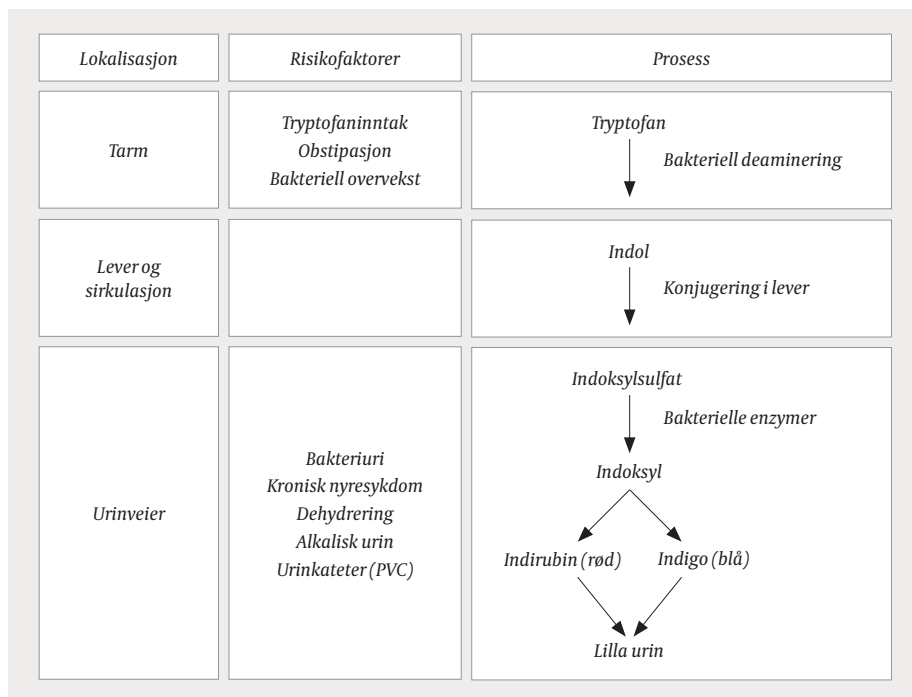 Lokalisasjon
Risikofaktorer
Prosess
Tarm
Tryptofaninntak
Obstipasjon
Bakteriell overvekst
Tryptofan
Bakteriell deaminering
Lever og
sirkulasjon
Indol
Konjugering i lever
Urinveier
Bakteriuri
Kronisk nyresykdom
Dehydrering
Alkalisk urin
Urinkateter (PVC)
Indoksylsulfat
Bakterielle enzymer
Indoksyl
Indirubin (rød)
Indigo (blå)
Lilla urin